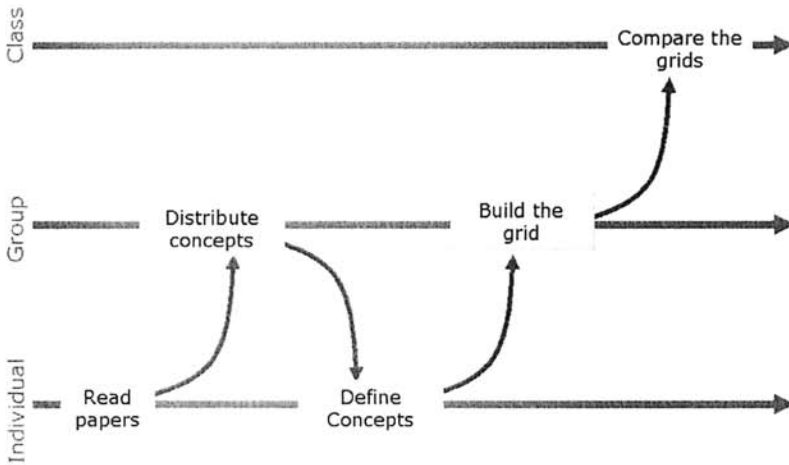 Class
Compare the
grids
Group
Distribute
concepts
Build the
grid
Individual
Read
papers
Define
Concepts